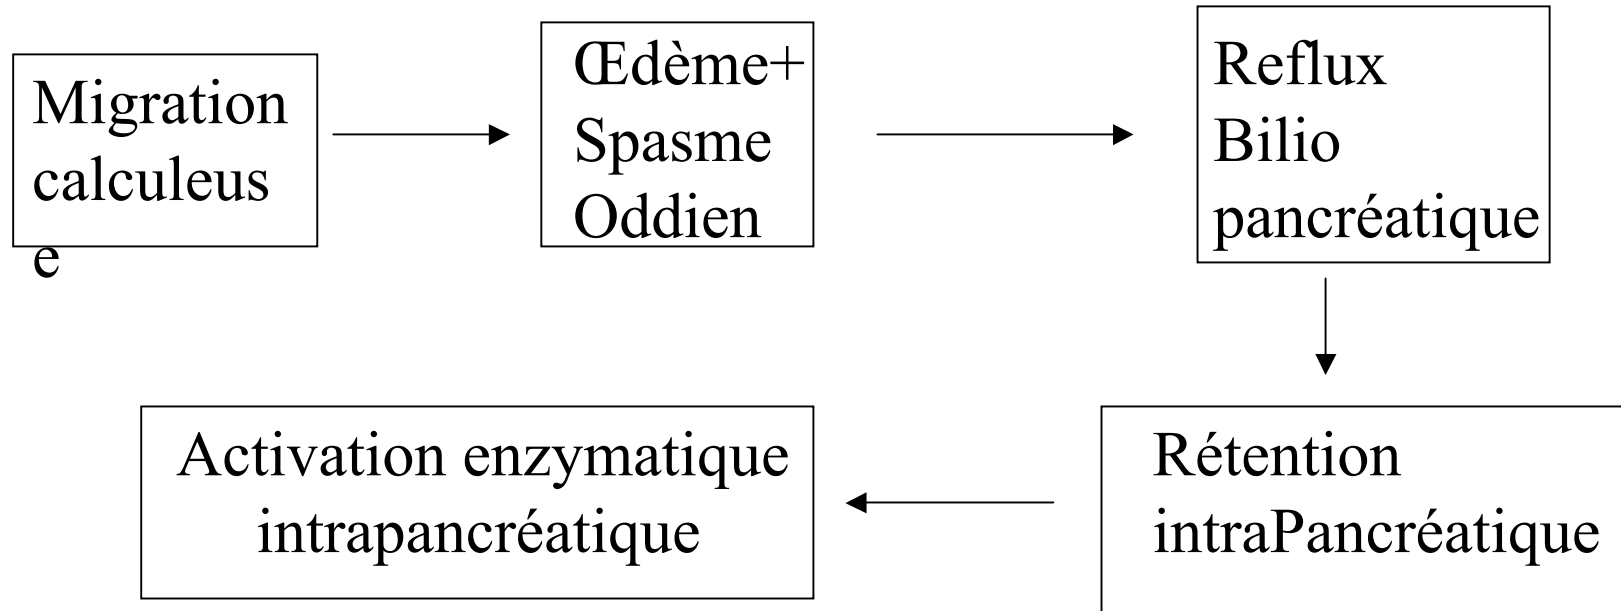 Migration
calculeus
e
Œdème+
Spasme
Oddien
Reflux
Bilio
pancréatique
Rétention
intraPancréatique
Activation enzymatique
intrapancréatique